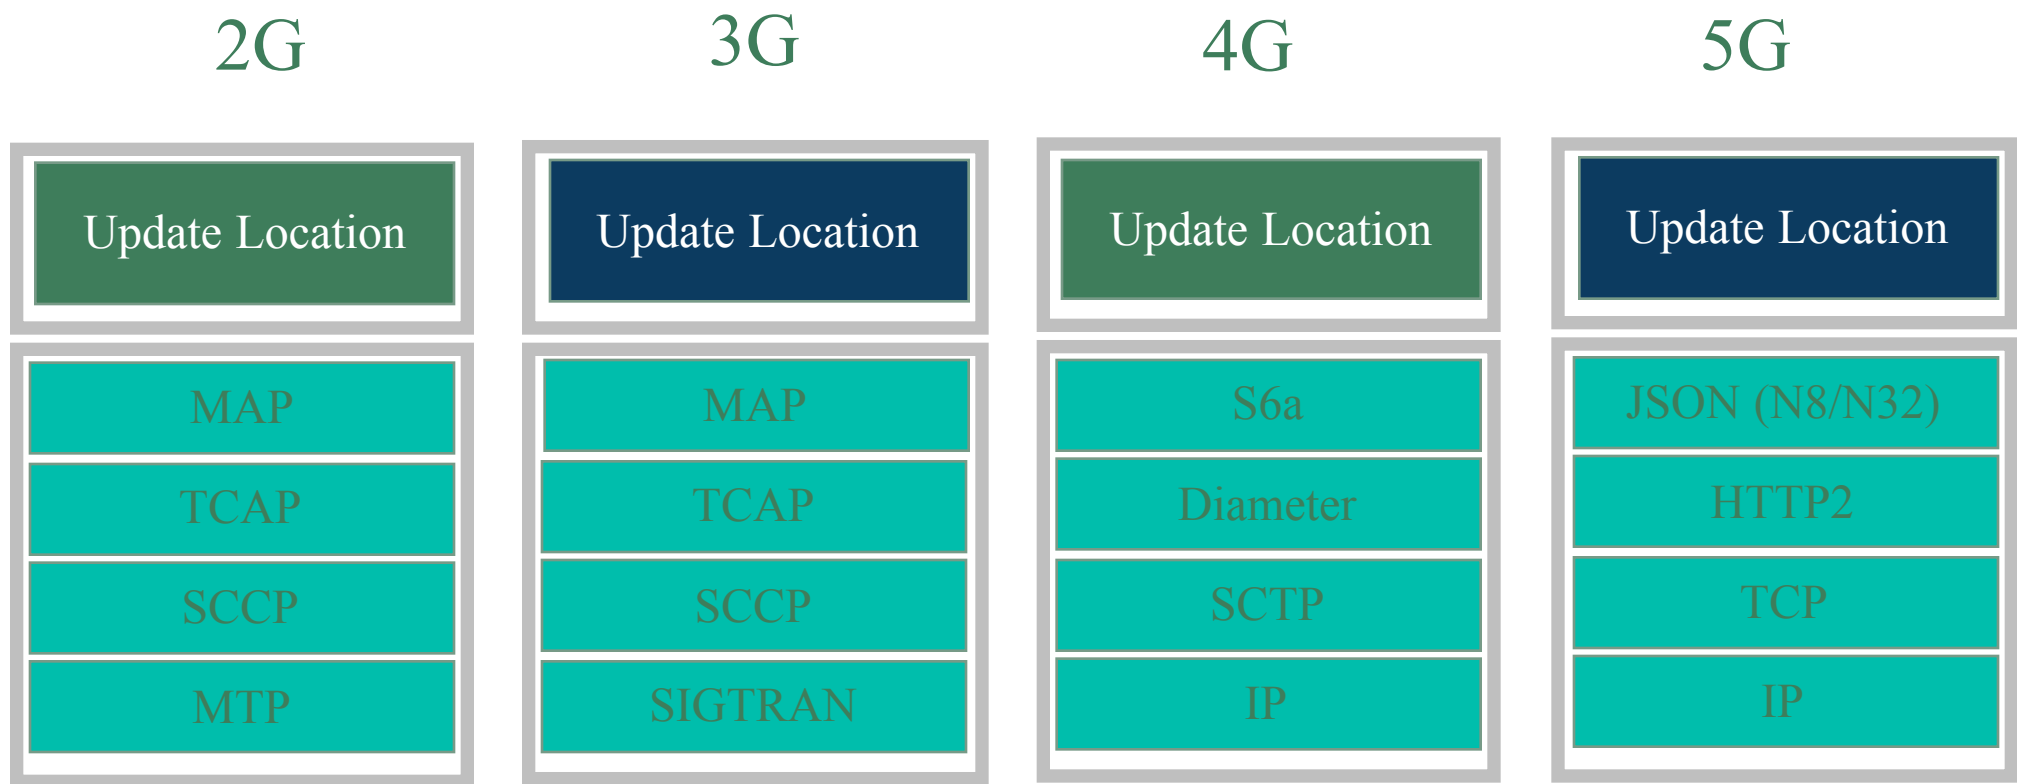 2G
3G
4G
5G
Update Location
Update Location
Update Location
Update Location
MAP
TCAP
SCCP
MTP
MAP
TCAP
SCCP
SIGTRAN
S6a
Diameter
SCTP
IP
JSON (N8/N32)
HTTP2
TCP
IP